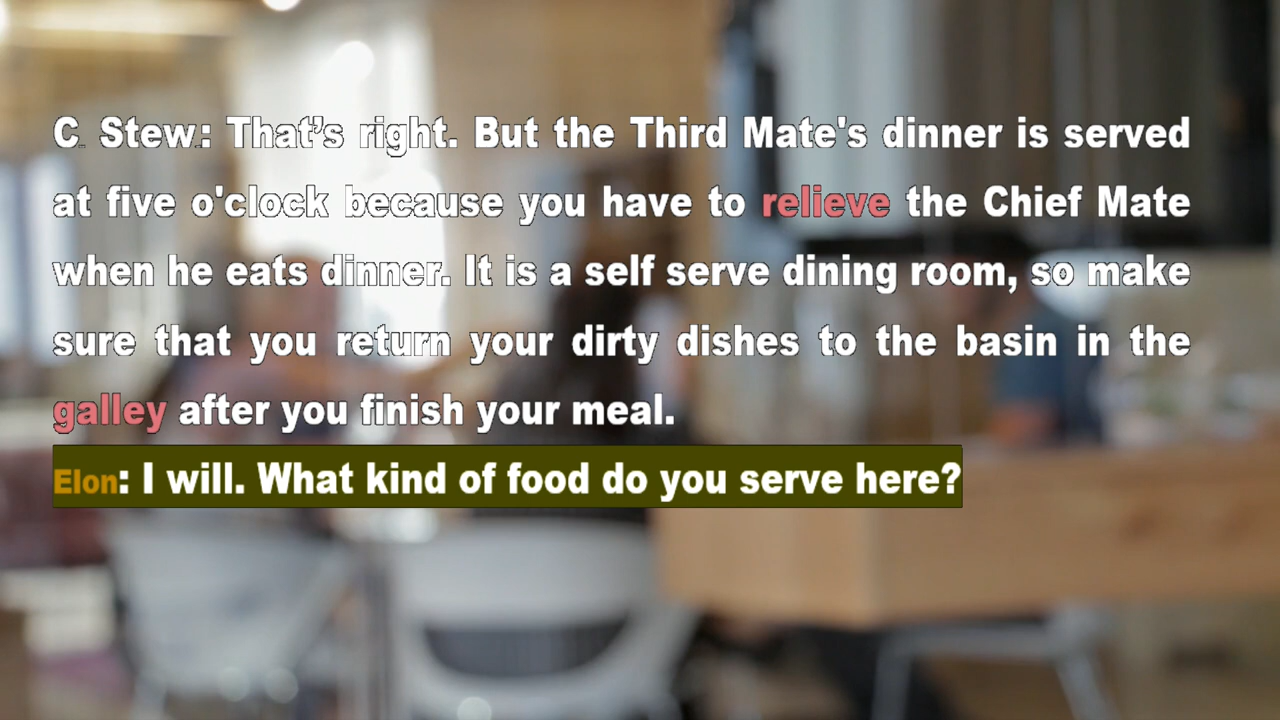 C. Stew.: That's right. But the Third Mate's dinner is served
at five o'clock because you have to relieve the Chief Mate
when he eats dinner. It is a self serve dining room, so make
sure that you return your dirty dishes to the basin in the
galley after you finish your meal.
Elon: I will. What kind of food do you serve here?